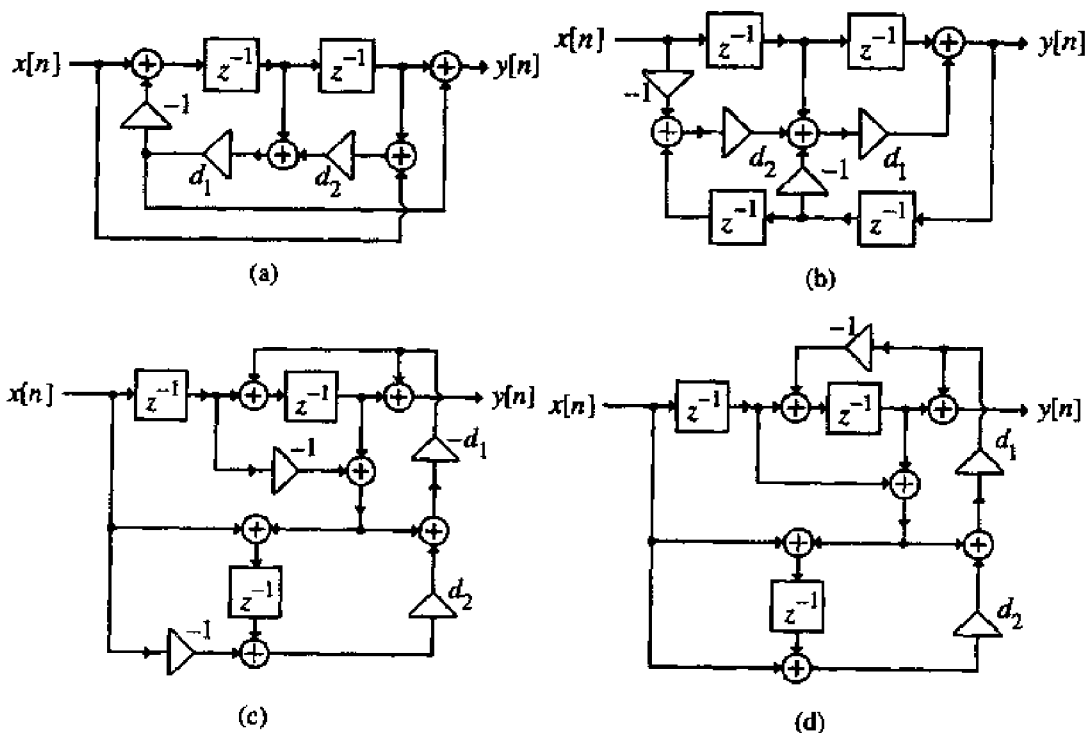 x[n]
+
z⁻¹
z⁻¹
+
y[n]
-1
d₁
+
d₂
+
(a)
x[n]
z⁻¹
z⁻¹
+
y[n]
-1
+
d₂
+
d₁
-1
z⁻¹
z⁻¹
(b)
x[n]
z⁻¹
+
z⁻¹
+
y[n]
-1
+
-d₁
+
+
z⁻¹
d₂
-1
+
(c)
-1
x[n]
z⁻¹
+
z⁻¹
+
y[n]
d₁
+
+
+
z⁻¹
d₂
+
(d)